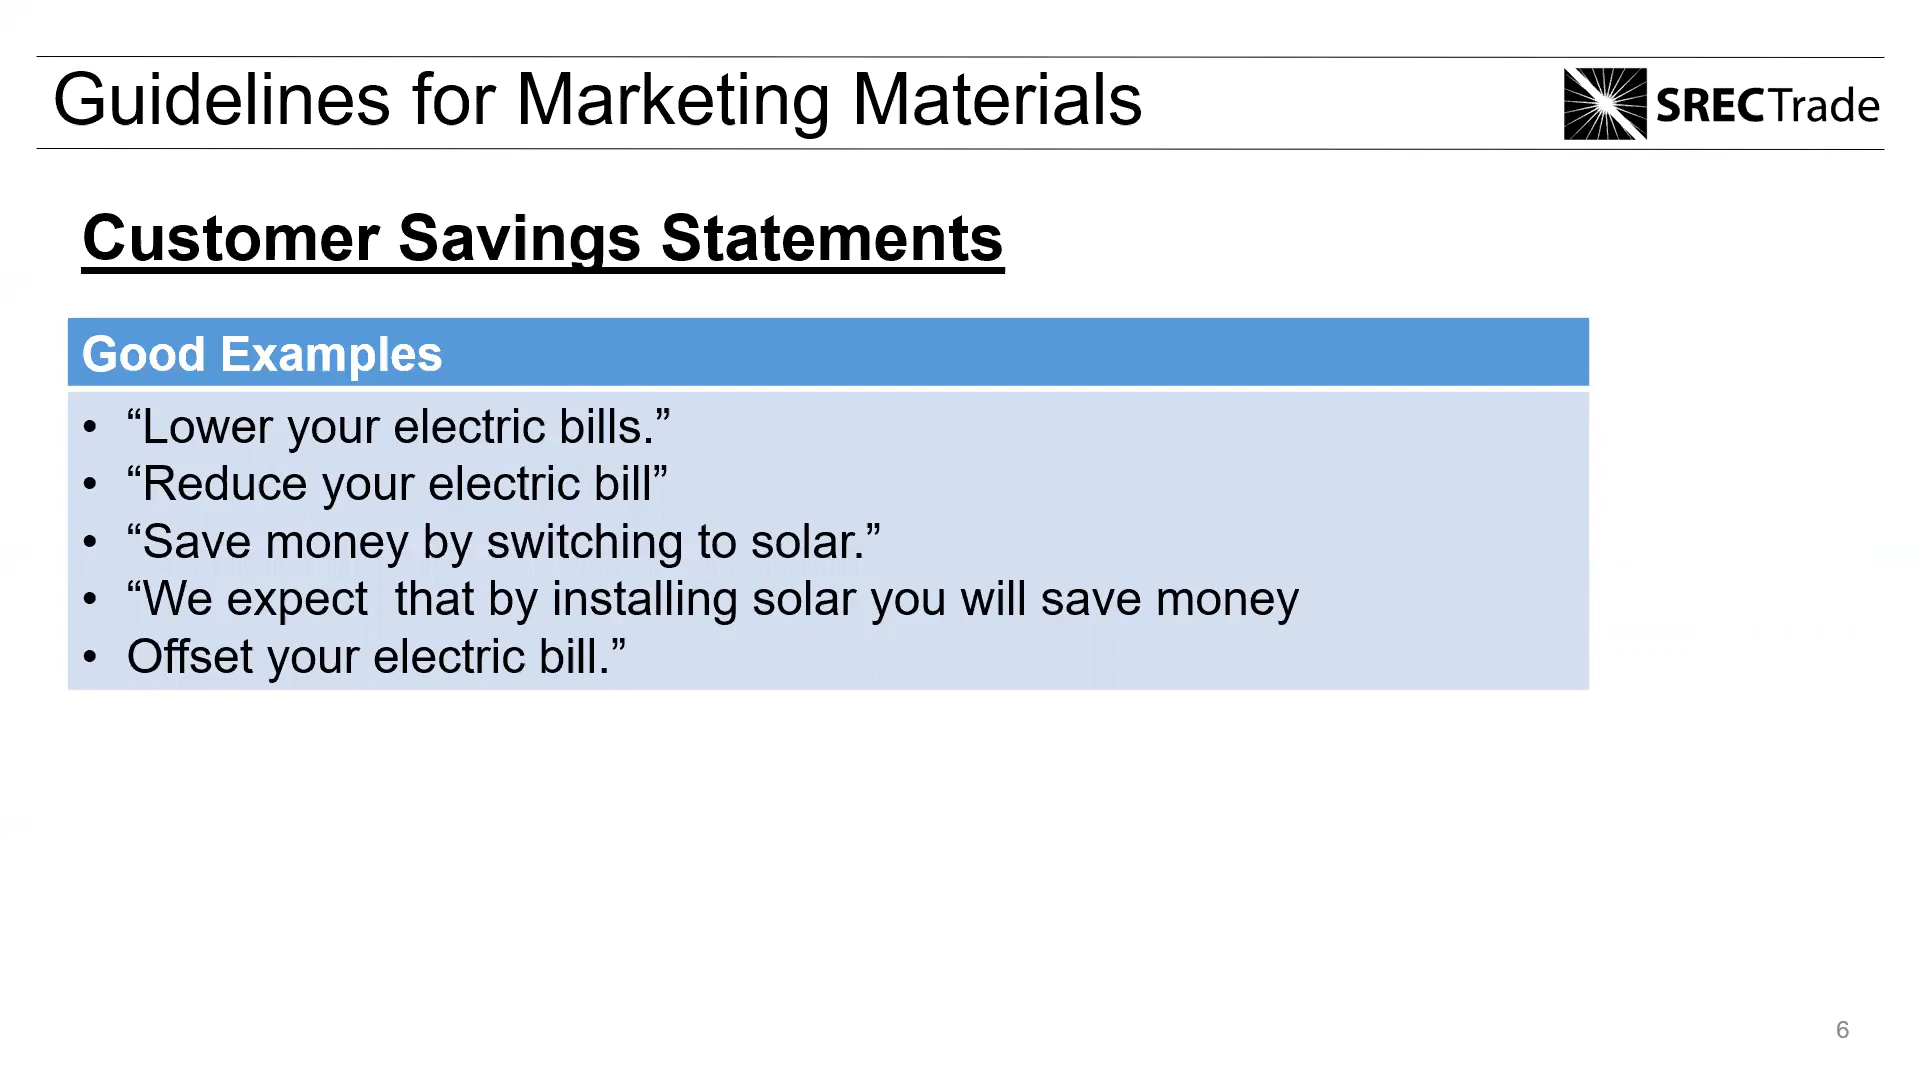 Guidelines for Marketing Materials
SRECTrade
Customer Savings Statements
Good Examples
• “Lower your electric bills.”
• “Reduce your electric bill”
• “Save money by switching to solar.”
• “We expect  that by installing solar you will save money
• Offset your electric bill.”
6